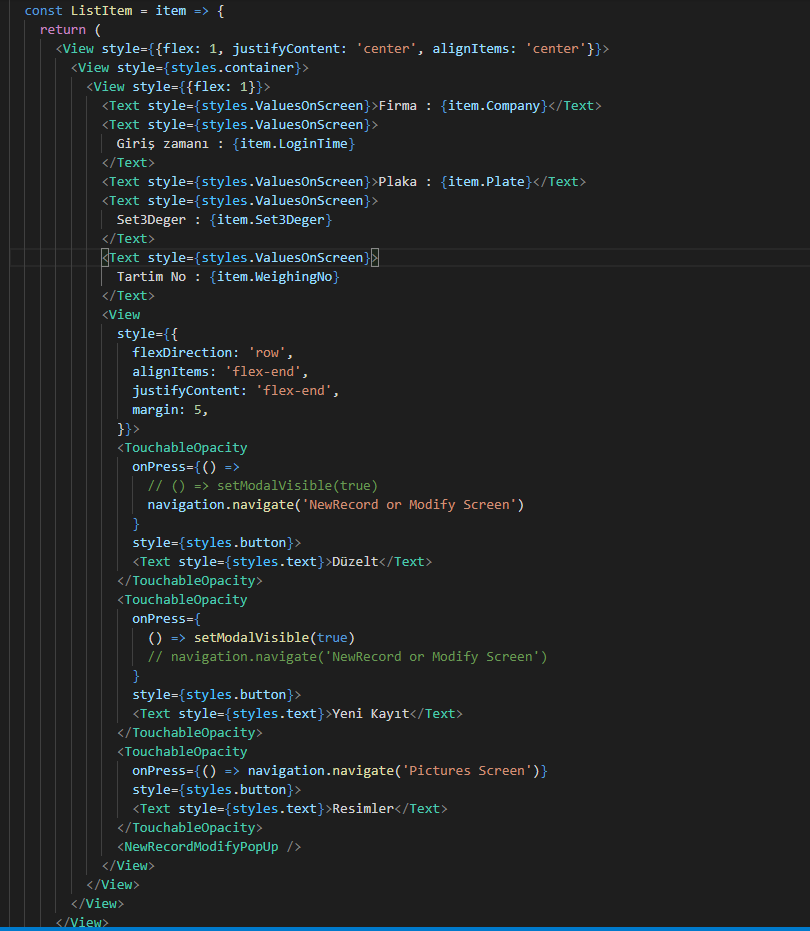 const ListItem = item => {
return (
<View style={{flex: 1, justifyContent: 'center', alignItems: 'center'}}>
<View style={styles.container}>
<View style={{flex: 1}}>
<Text style={styles.ValuesOnScreen}>Firma : {item.Company}</Text>
<Text style={styles.ValuesOnScreen}>
Giriş zamanı : {item.LoginTime}
</Text>
<Text style={styles.ValuesOnScreen}>Plaka : {item.Plate}</Text>
<Text style={styles.ValuesOnScreen}>
Set3Deger : {item.Set3Deger}
</Text>
<Text style={styles.ValuesOnScreen}>
Tartim No : {item.WeighingNo}
</Text>
<View
style={{
flexDirection: 'row',
alignItems: 'flex-end',
justifyContent: 'flex-end',
margin: 5,
}}>
<TouchableOpacity
onPress={() =>
// () => setModalVisible(true)
navigation.navigate('NewRecord or Modify Screen')
}
style={styles.button}>
<Text style={styles.text}>Düzelt</Text>
</TouchableOpacity>
<TouchableOpacity
onPress={
() => setModalVisible(true)
// navigation.navigate('NewRecord or Modify Screen')
}
style={styles.button}>
<Text style={styles.text}>Yeni Kayıt</Text>
</TouchableOpacity>
<TouchableOpacity
onPress={() => navigation.navigate('Pictures Screen')}
style={styles.button}>
<Text style={styles.text}>Resimler</Text>
</TouchableOpacity>
<NewRecordModifyPopUp />
</View>
</View>
</View>
</View>